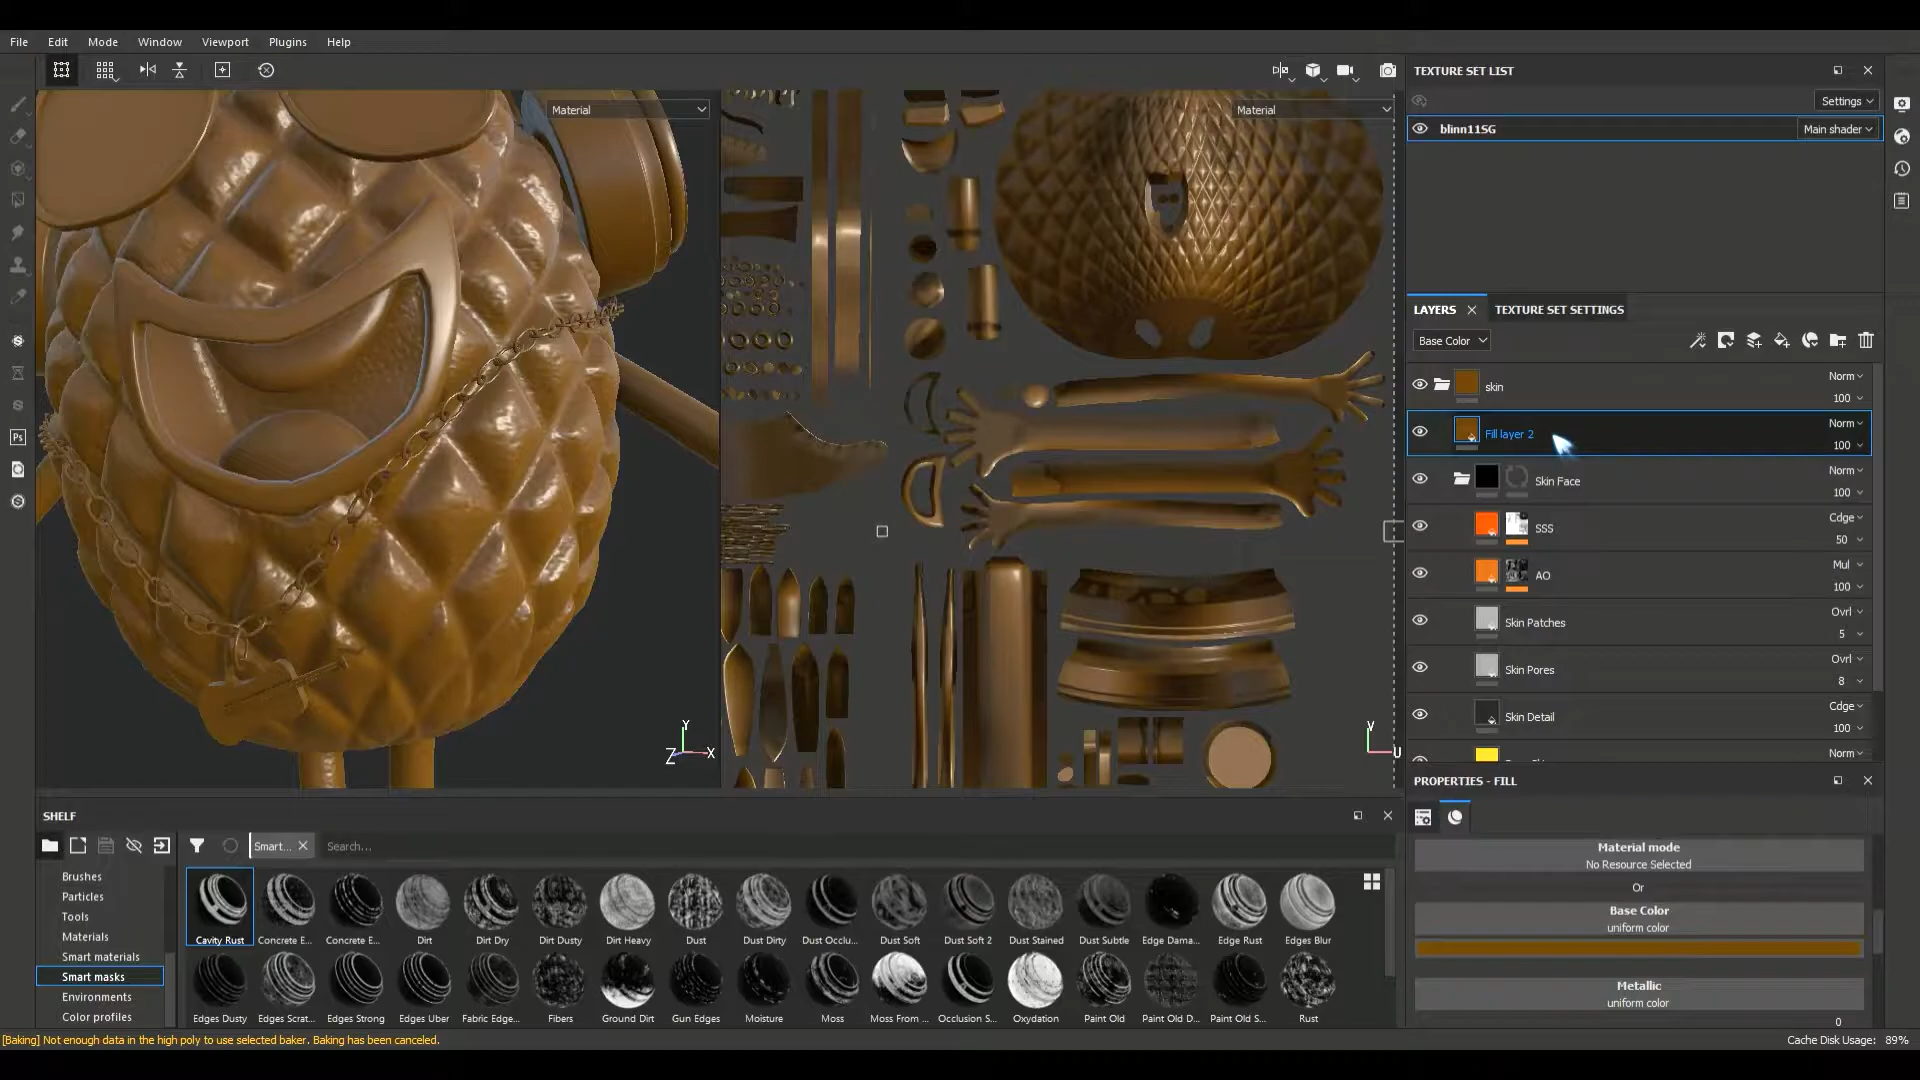 File Edit Mode Window Viewport Plugins Help
Material
Material
Y
Z
X
V
U
TEXTURE SET LIST
Settings
blinn11SG
Main shader
LAYERS
TEXTURE SET SETTINGS
Base Color
skin
Norm
100
Fill layer 2
Norm
100
Skin Face
Norm
100
SSS
Cdge
50
AO
Mul
100
Skin Patches
Ovrl
5
Skin Pores
Ovrl
8
Skin Detail
Cdge
100
Norm
PROPERTIES - FILL
Material mode
No Resource Selected
Or
Base Color
uniform color
Metallic
uniform color
0
Ps
SHELF
Smart...
Search...
Brushes
Particles
Tools
Materials
Smart materials
Smart masks
Environments
Color profiles
Cavity Rust Concrete E... Concrete E... Dirt Dirt Dry Dirt Dusty Dirt Heavy Dust Dust Dirty Dust Occlu... Dust Soft Dust Soft 2 Dust Stained Dust Subtle Edge Dama... Edge Rust Edges Blur
Edges Dusty Edges Scrat... Edges Strong Edges Uber Fabric Edge... Fibers Ground Dirt Gun Edges Moisture Moss Moss From ... Occlusion S... Oxydation Paint Old Paint Old D... Paint Old S... Rust
[Baking] Not enough data in the high poly to use selected baker. Baking has been canceled.
Cache Disk Usage: 89%